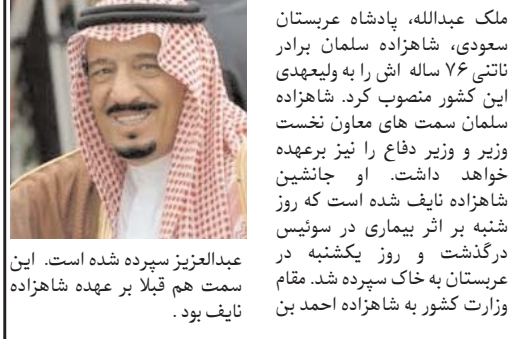 ملک عبدالله، پادشاه عربستان
سعودی، شاهزاده سلمان برادر
ناتنی ۷۶ ساله اش را به ولیعهدی
این کشور منصوب کرد. شاهزاده
سلمان سمت های معاون نخست
وزیر و وزیر دفاع را نیز برعهده
خواهد داشت. او جانشین
شاهزاده نایف شده است که روز
شنبه بر اثر بیماری در سوئیس
درگذشت و روز یکشنبه در
عربستان به خاک سپرده شد. مقام
وزارت کشور به شاهزاده احمد بن
عبدالعزیز سپرده شده است. این
سمت هم قبلا بر عهده شاهزاده
نایف بود .